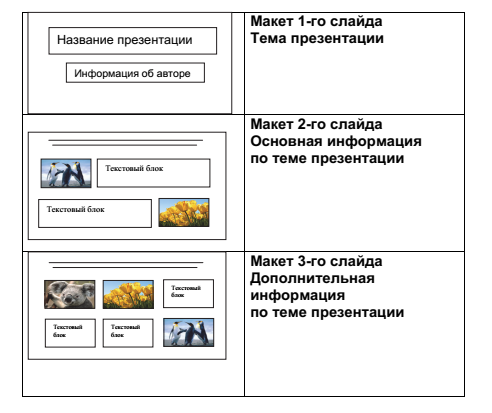 Название презентации
Информация об авторе
Макет 1-го слайда
Тема презентации
Текстовый блок
Текстовый блок
Макет 2-го слайда
Основная информация
по теме презентации
Текстовый
блок
Текстовый
блок
Текстовый
блок
Макет 3-го слайда
Дополнительная
информация
по теме презентации